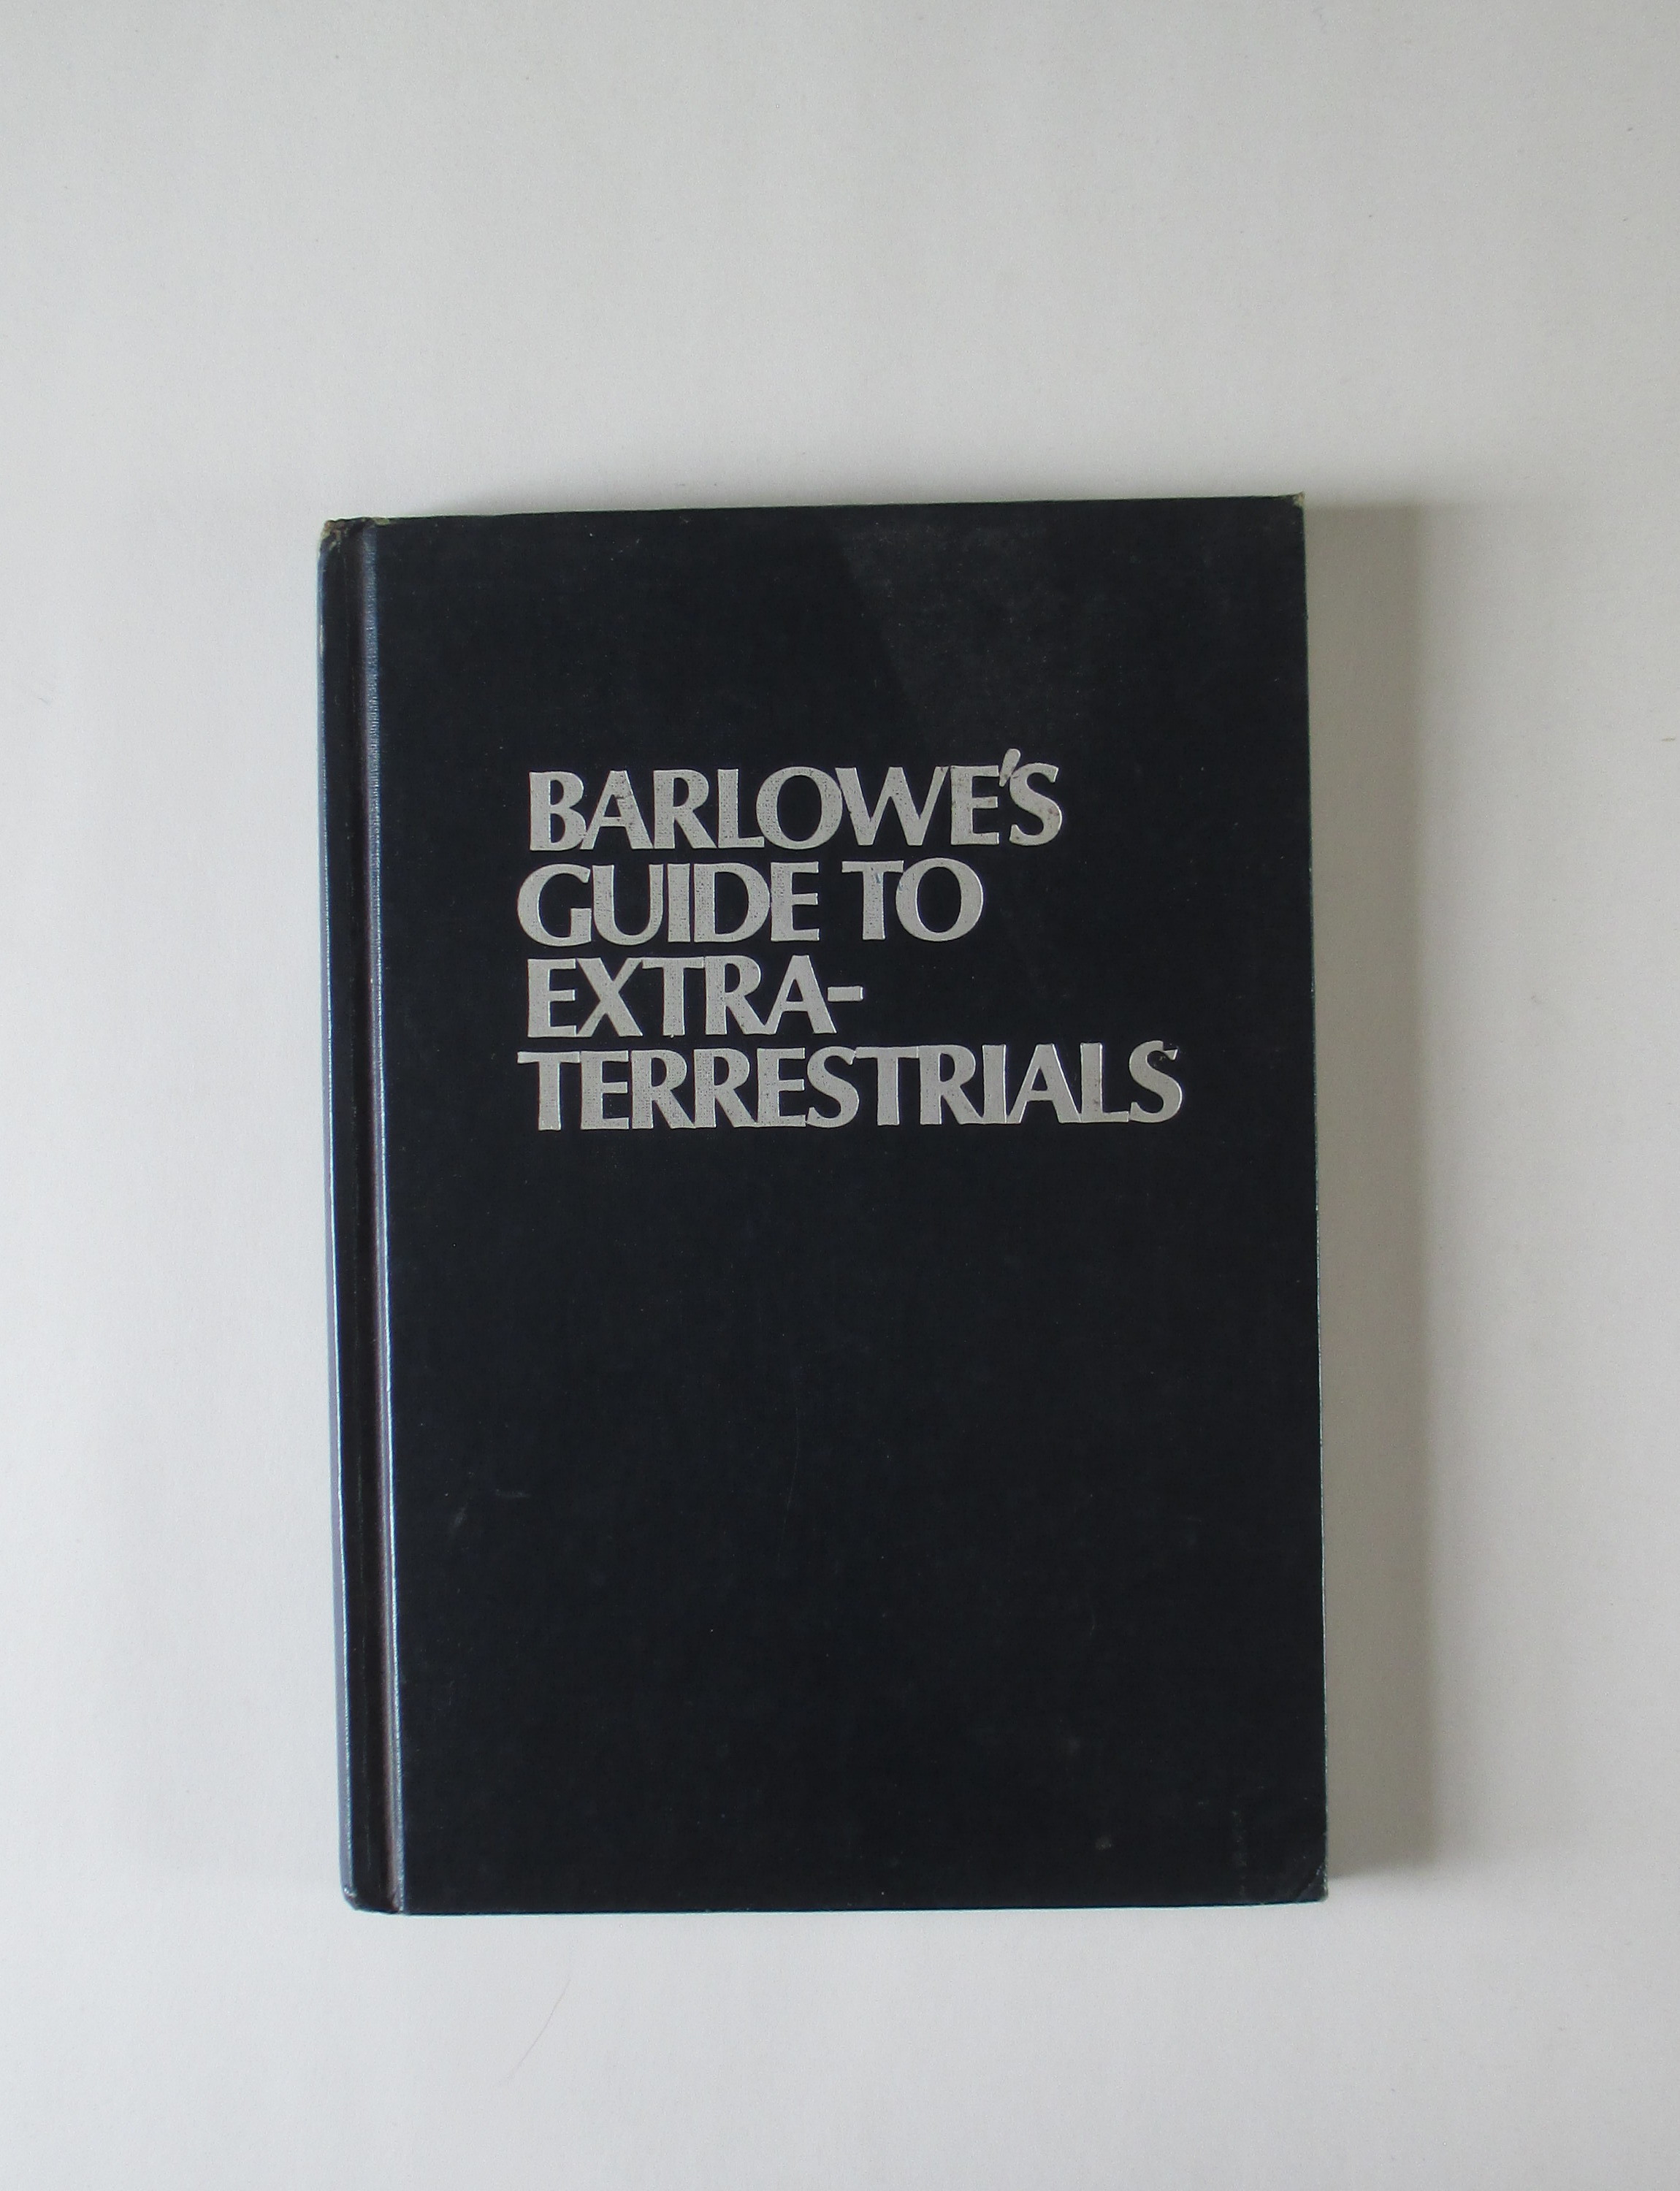 BARLOWE'S
GUIDE TO
EXTRA-
TERRESTRIALS